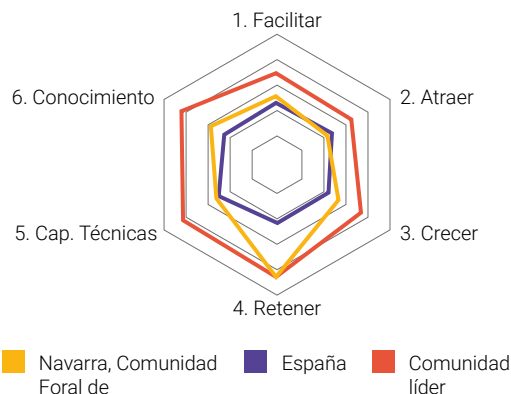 1. Facilitar
2. Atraer
3. Crecer
4. Retener
5. Cap. Técnicas
6. Conocimiento
Navarra, Comunidad
Foral de
España
Comunidad
líder